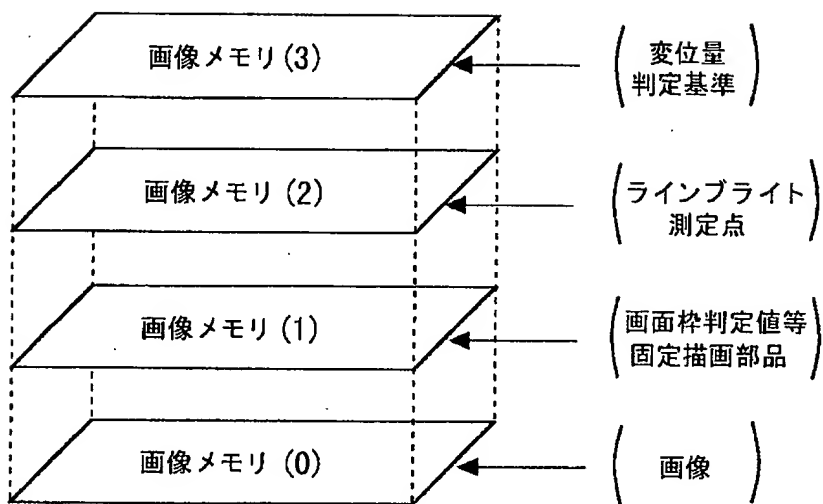 画像メモリ(3)
変位量
判定基準
画像メモリ(2)
ラインブライト
測定点
画像メモリ(1)
画面枠判定値等
固定描画部品
画像メモリ(0)
画像